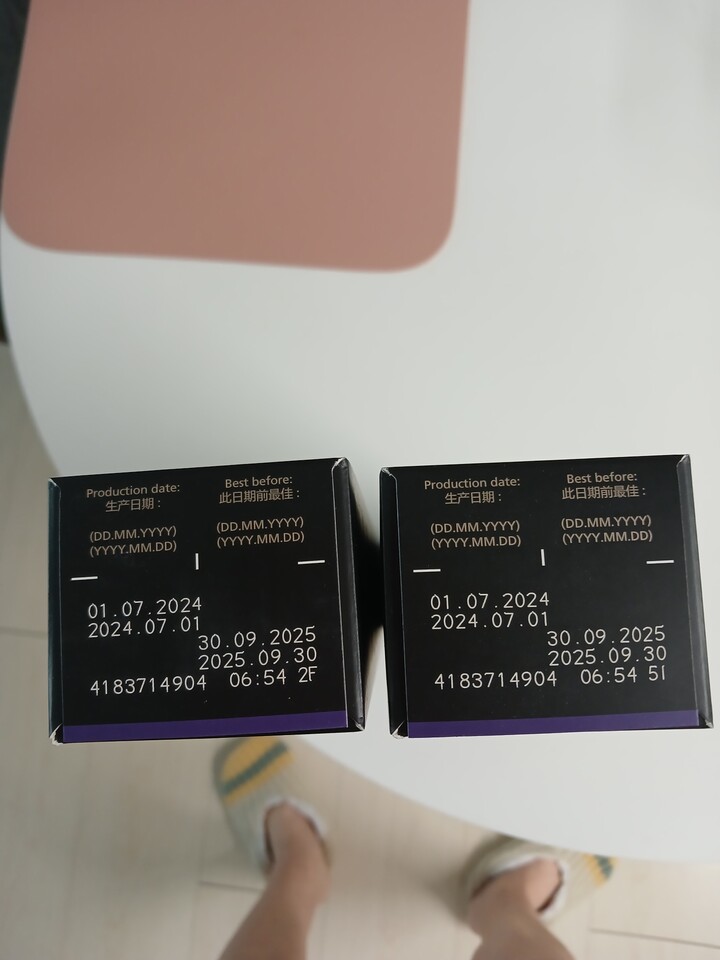 Production date:
生产日期：
Best before:
此日期前最佳：
(DD.MM.YYYY)
(YYYY.MM.DD)
(DD.MM.YYYY)
(YYYY.MM.DD)
01.07.2024
2024.07.01
30.09.2025
2025.09.30
4183714904 06:54 2F
Production date:
生产日期：
Best before:
此日期前最佳：
(DD.MM.YYYY)
(YYYY.MM.DD)
(DD.MM.YYYY)
(YYYY.MM.DD)
01.07.2024
2024.07.01
30.09.2025
2025.09.30
4183714904 06:54 5I